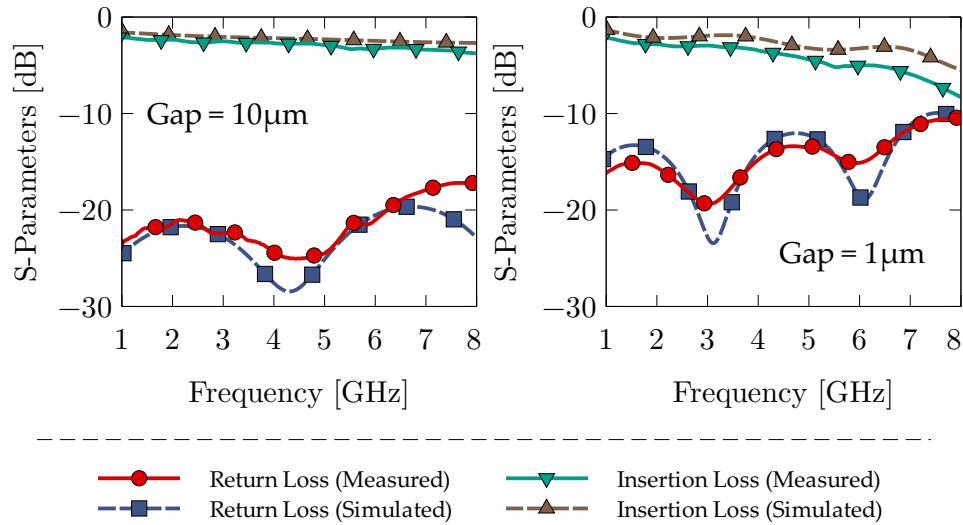 S-Parameters [dB]
0
−10
−20
−30
Gap = 10µm
1 2 3 4 5 6 7 8
Frequency [GHz]
S-Parameters [dB]
0
−10
−20
−30
Gap = 1µm
1 2 3 4 5 6 7 8
Frequency [GHz]
Return Loss (Measured)
Return Loss (Simulated)
Insertion Loss (Measured)
Insertion Loss (Simulated)